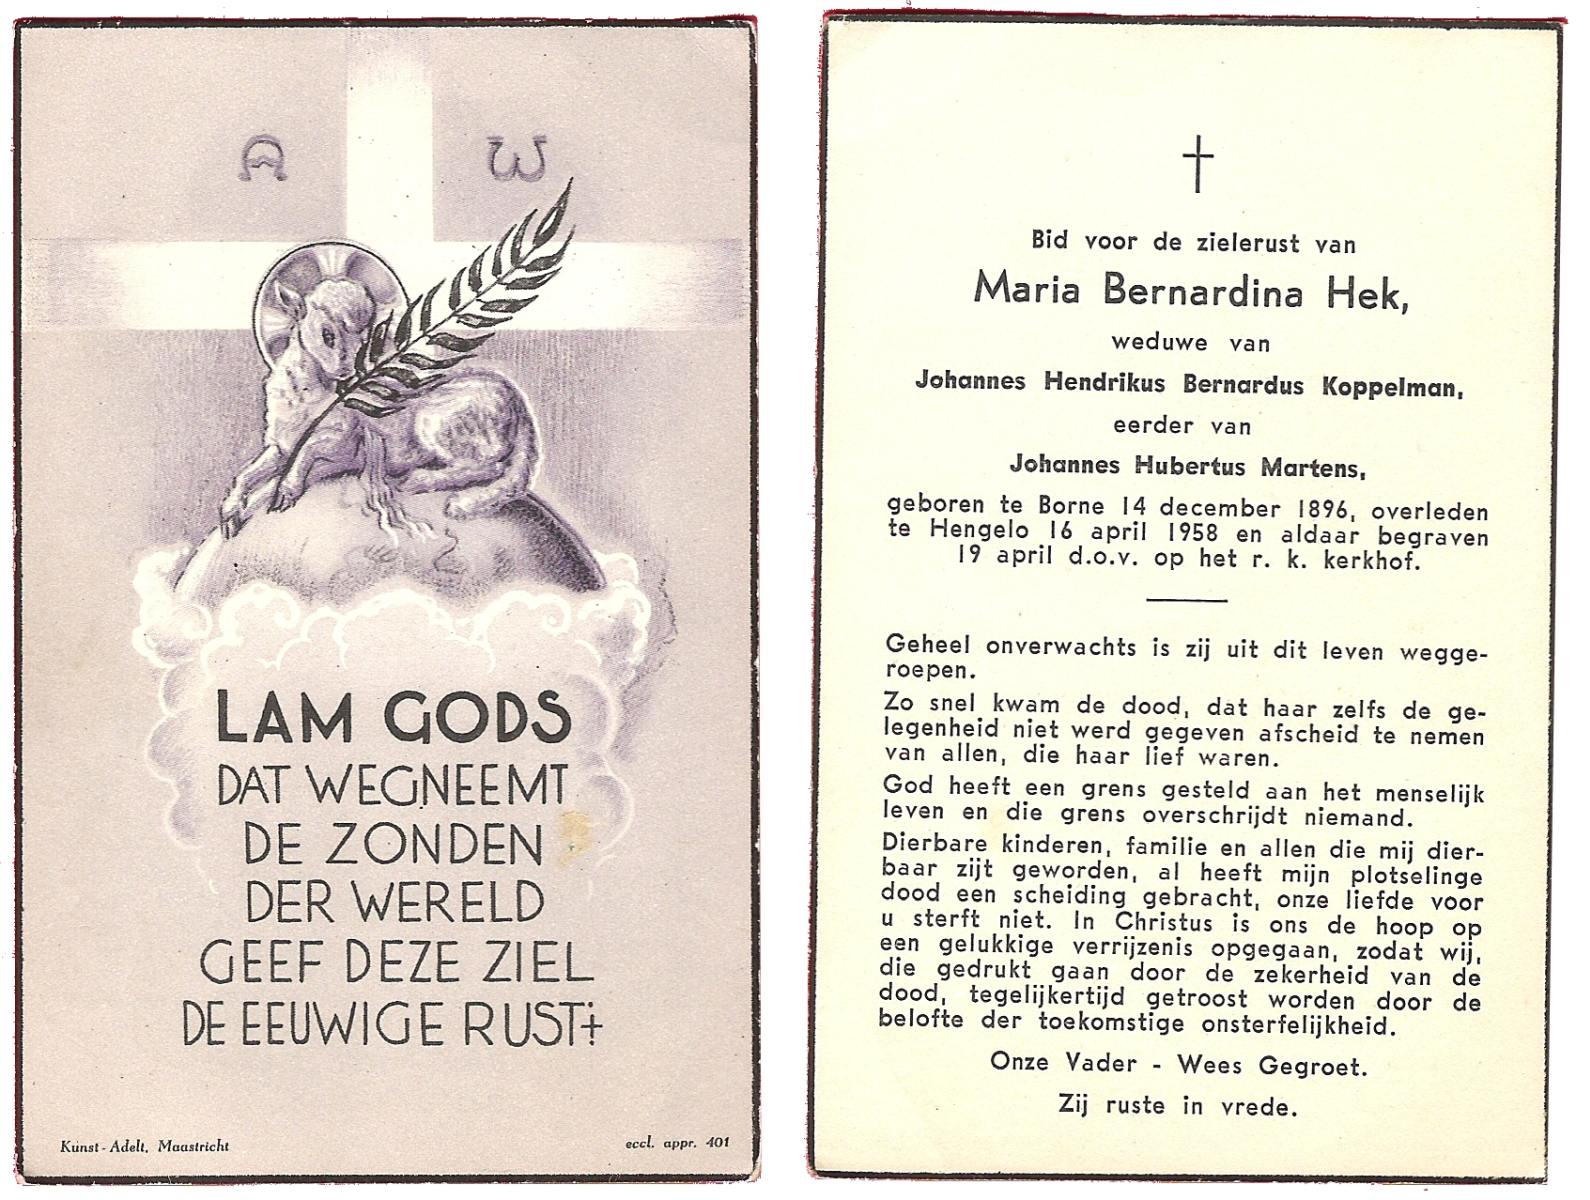 Α ω
LAM GODS
DAT WEGNEEMT
DE ZONDEN
DER WERELD
GEEF DEZE ZIEL
DE EEUWIGE RUST
Kunst-Adelt, Maastricht
eccl. appr. 401
Bid voor de zielerust van
Maria Bernardina Hek,
weduwe van
Johannes Hendrikus Bernardus Koppelman,
eerder van
Johannes Hubertus Martens,
geboren te Borne 14 december 1896, overleden
te Hengelo 16 april 1958 en aldaar begraven
19 april d.o.v. op het r. k. kerkhof.
Geheel onverwachts is zij uit dit leven wegge-
roepen.
Zo snel kwam de dood, dat haar zelfs de ge-
legenheid niet werd gegeven afscheid te nemen
van allen, die haar lief waren.
God heeft een grens gesteld aan het menselijk
leven en die grens overschrijdt niemand.
Dierbare kinderen, familie en allen die mij dier-
baar zijt geworden, al heeft mijn plotselinge
dood een scheiding gebracht, onze liefde voor
u sterft niet. In Christus is ons de hoop op
een gelukkige verrijzenis opgegaan, zodat wij,
die gedrukt gaan door de zekerheid van de
dood, tegelijkertijd getroost worden door de
belofte der toekomstige onsterfelijkheid.
Onze Vader - Wees Gegroet.
Zij ruste in vrede.